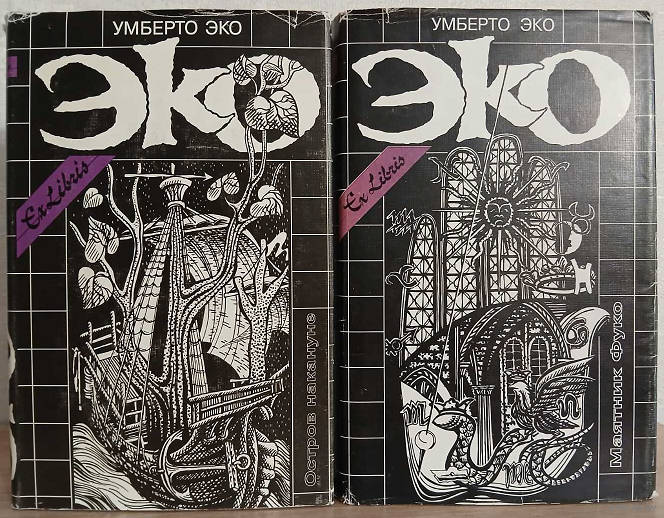 УМБЕРТО ЭКО
ЭКО
Ex Libris
Остров накануне
УМБЕРТО ЭКО
ЭКО
Ex Libris
Маятник Фуко